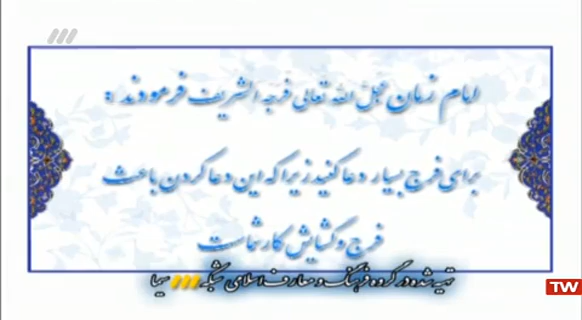 امام زمان عجل الله تعالی فرجه الشریف فرمودند :
برای فرج بسیار دعا کنید زیرا که این دعا کردن باعث
فرج و گشایش کار شماست
تهیه شده در گروه فرهنگ و معارف اسلامی شبکه سیما
TW